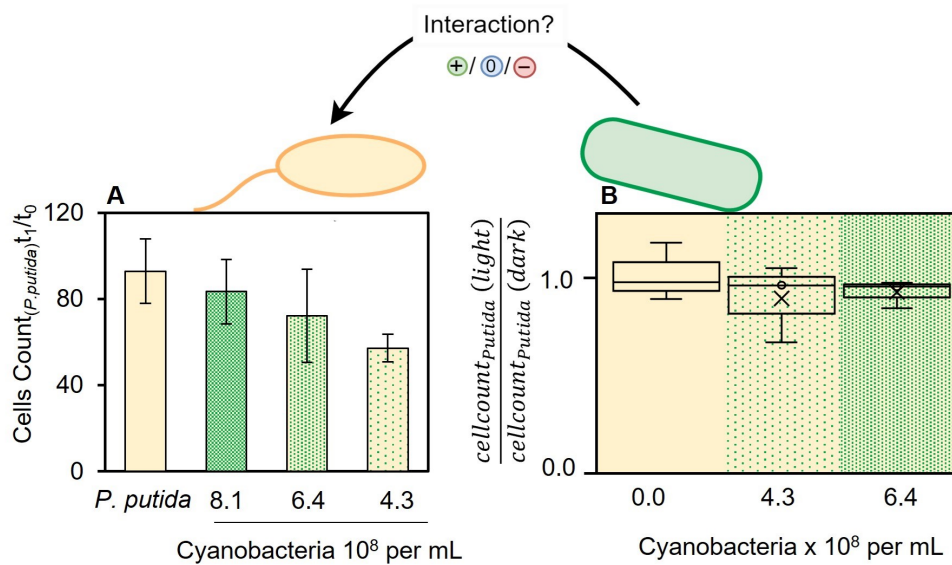 Interaction?
+/ 0/ −
A
B
120
80
40
0
Cells Count(P.putida)t1/t0
P. putida 8.1 6.4 4.3
Cyanobacteria 10⁸ per mL
cellcountPutida (light)
cellcountPutida (dark)
1.0
0.0
0.0 4.3 6.4
Cyanobacteria x 10⁸ per mL